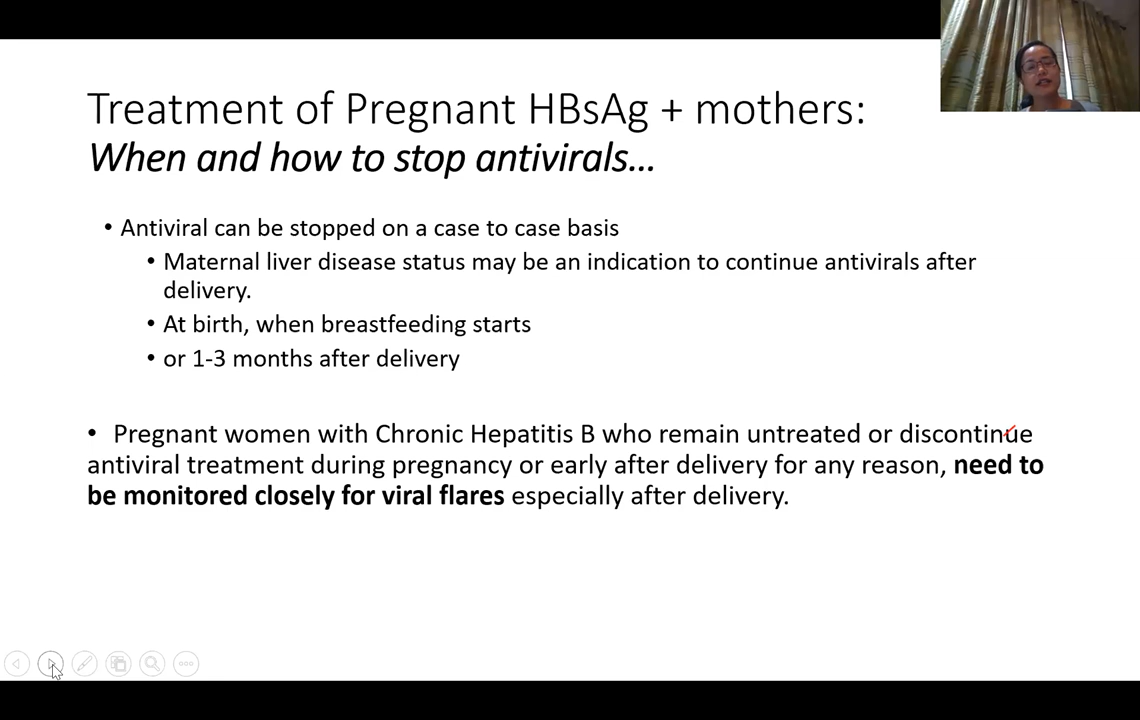 Treatment of Pregnant HBsAg + mothers:
When and how to stop antivirals...
• Antiviral can be stopped on a case to case basis
• Maternal liver disease status may be an indication to continue antivirals after
delivery.
• At birth, when breastfeeding starts
• or 1-3 months after delivery
• Pregnant women with Chronic Hepatitis B who remain untreated or discontinue
antiviral treatment during pregnancy or early after delivery for any reason, need to
be monitored closely for viral flares especially after delivery.